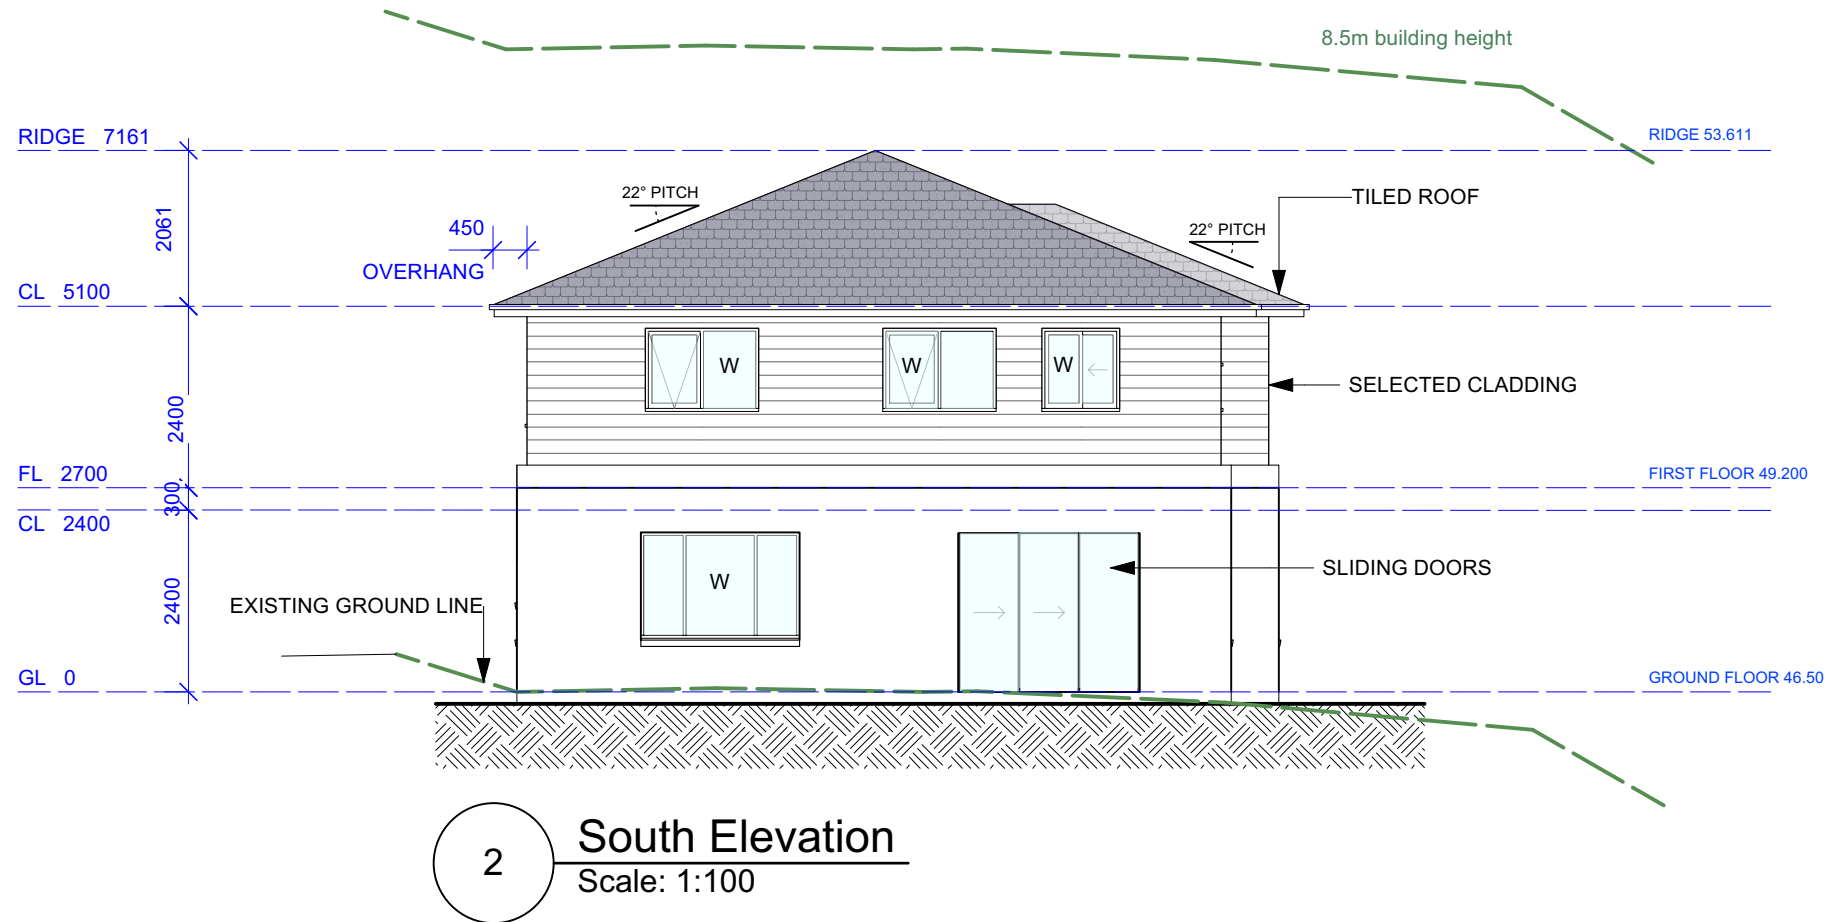 8.5m building height
RIDGE 7161
RIDGE 53.611
22° PITCH
TILED ROOF
450
22° PITCH
2061
OVERHANG
CL 5100
W
W
W
SELECTED CLADDING
2400
FL 2700
FIRST FLOOR 49.200
300
CL 2400
SLIDING DOORS
W
2400
EXISTING GROUND LINE
GL 0
GROUND FLOOR 46.50
2
South Elevation
Scale: 1:100